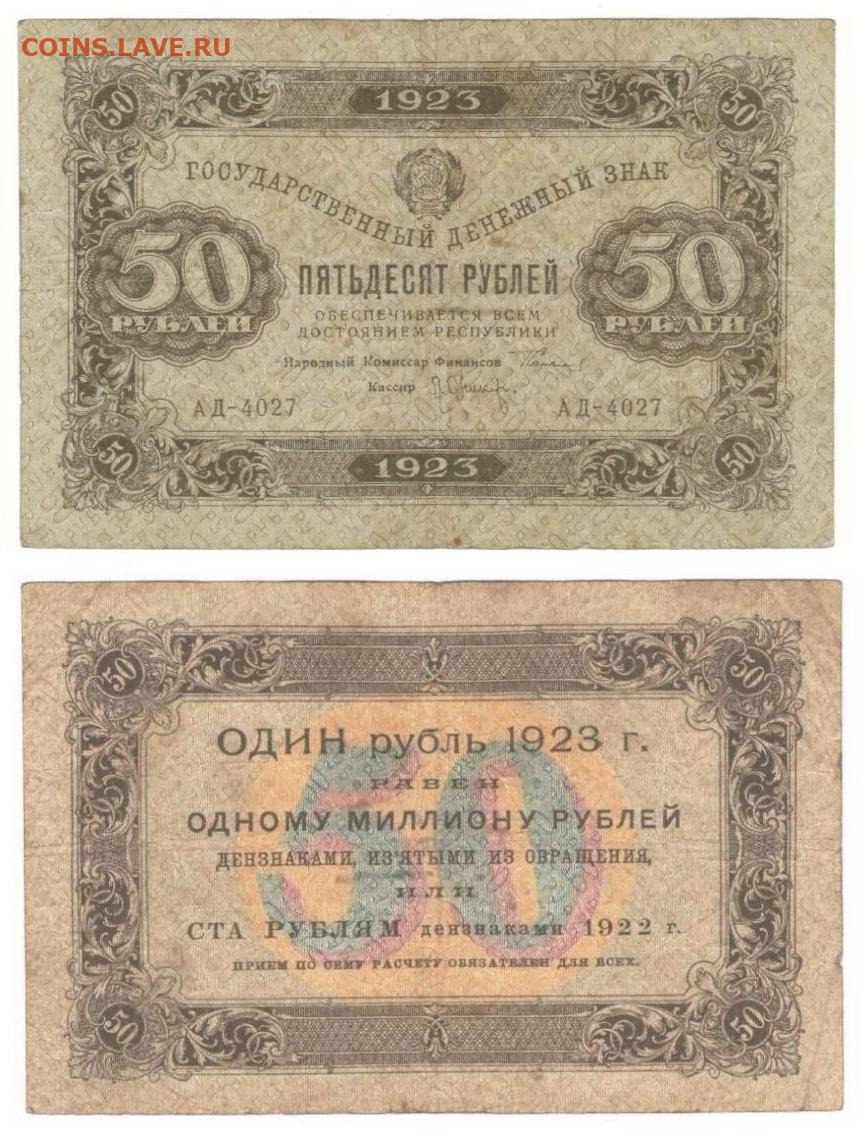 COINS.LAVE.RU
1923
50 50
ГОСУДАРСТВЕННЫЙ ДЕНЕЖНЫЙ ЗНАК
50 50
РУБЛЕЙ РУБЛЕЙ
ПЯТЬДЕСЯТ РУБЛЕЙ
ОБЕСПЕЧИВАЕТСЯ ВСЕМ
ДОСТОЯНИЕМ РЕСПУБЛИКИ
Народный Комиссар Финансов
Кассир
АД-4027 АД-4027
50 50
1923
50 50
50
ОДИН рубль 1923 г.
РАВЕН
ОДНОМУ МИЛЛИОНУ РУБЛЕЙ
ДЕНЗНАКАМИ, ИЗ'ЯТЫМИ ИЗ ОБРАЩЕНИЯ,
ИЛИ
СТА РУБЛЯМ дензнаками 1922 г.
ПРИЕМ ПО СЕМУ РАСЧЕТУ ОБЯЗАТЕЛЕН ДЛЯ ВСЕХ.
50 50